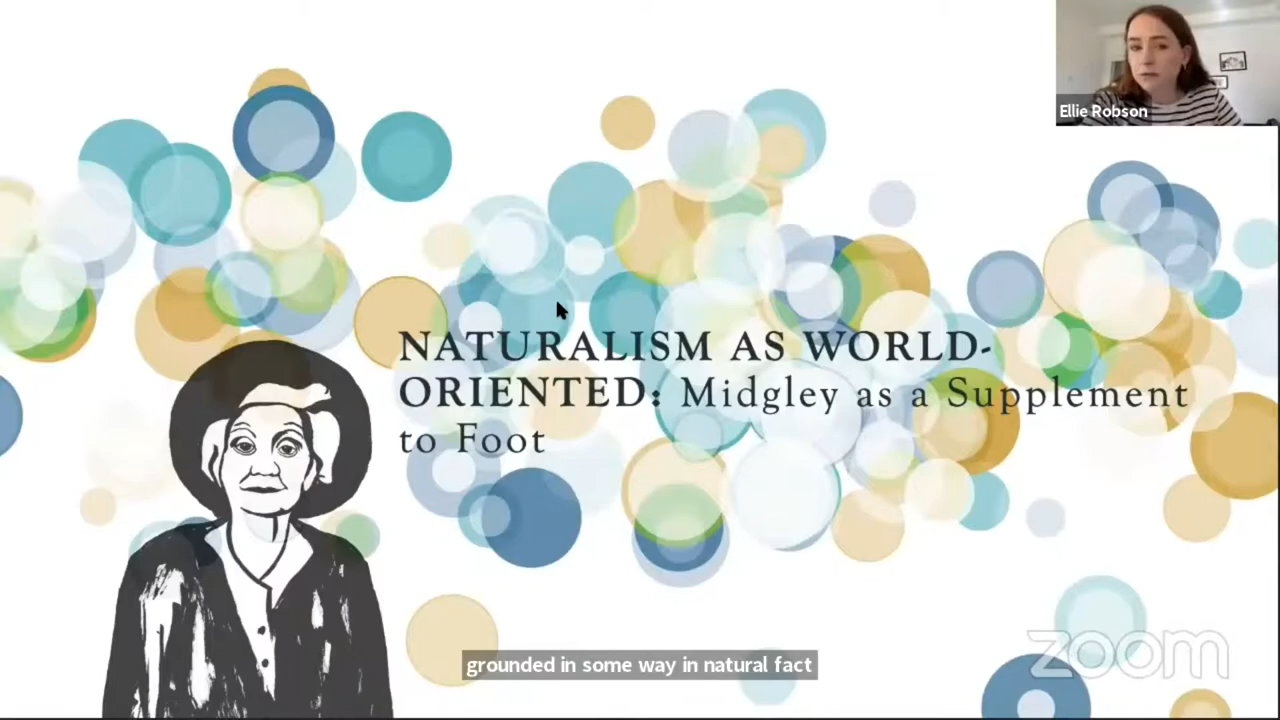 Ellie Robson
NATURALISM AS WORLD-
ORIENTED: Midgley as a Supplement
to Foot
grounded in some way in natural fact
zoom